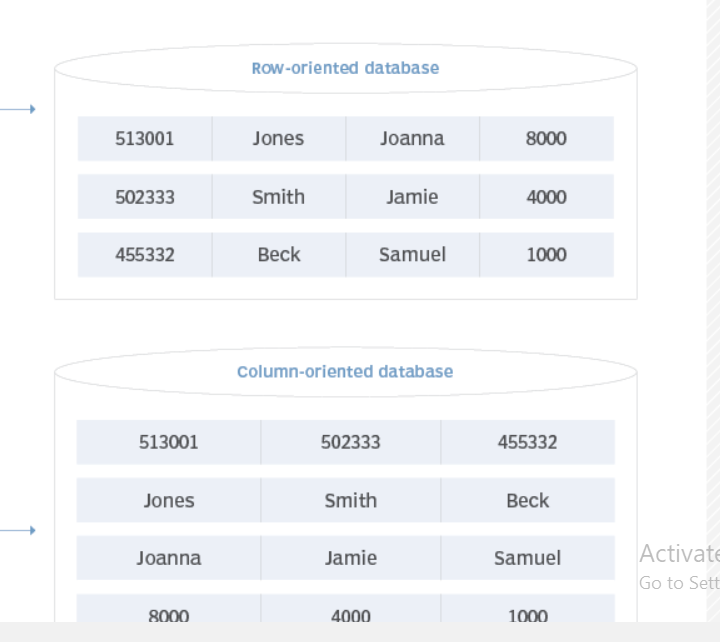 Row-oriented database
513001 Jones Joanna 8000
502333 Smith Jamie 4000
455332 Beck Samuel 1000
Column-oriented database
513001 502333 455332
Jones Smith Beck
Joanna Jamie Samuel
Activate
Go to Sett
8000 4000 1000